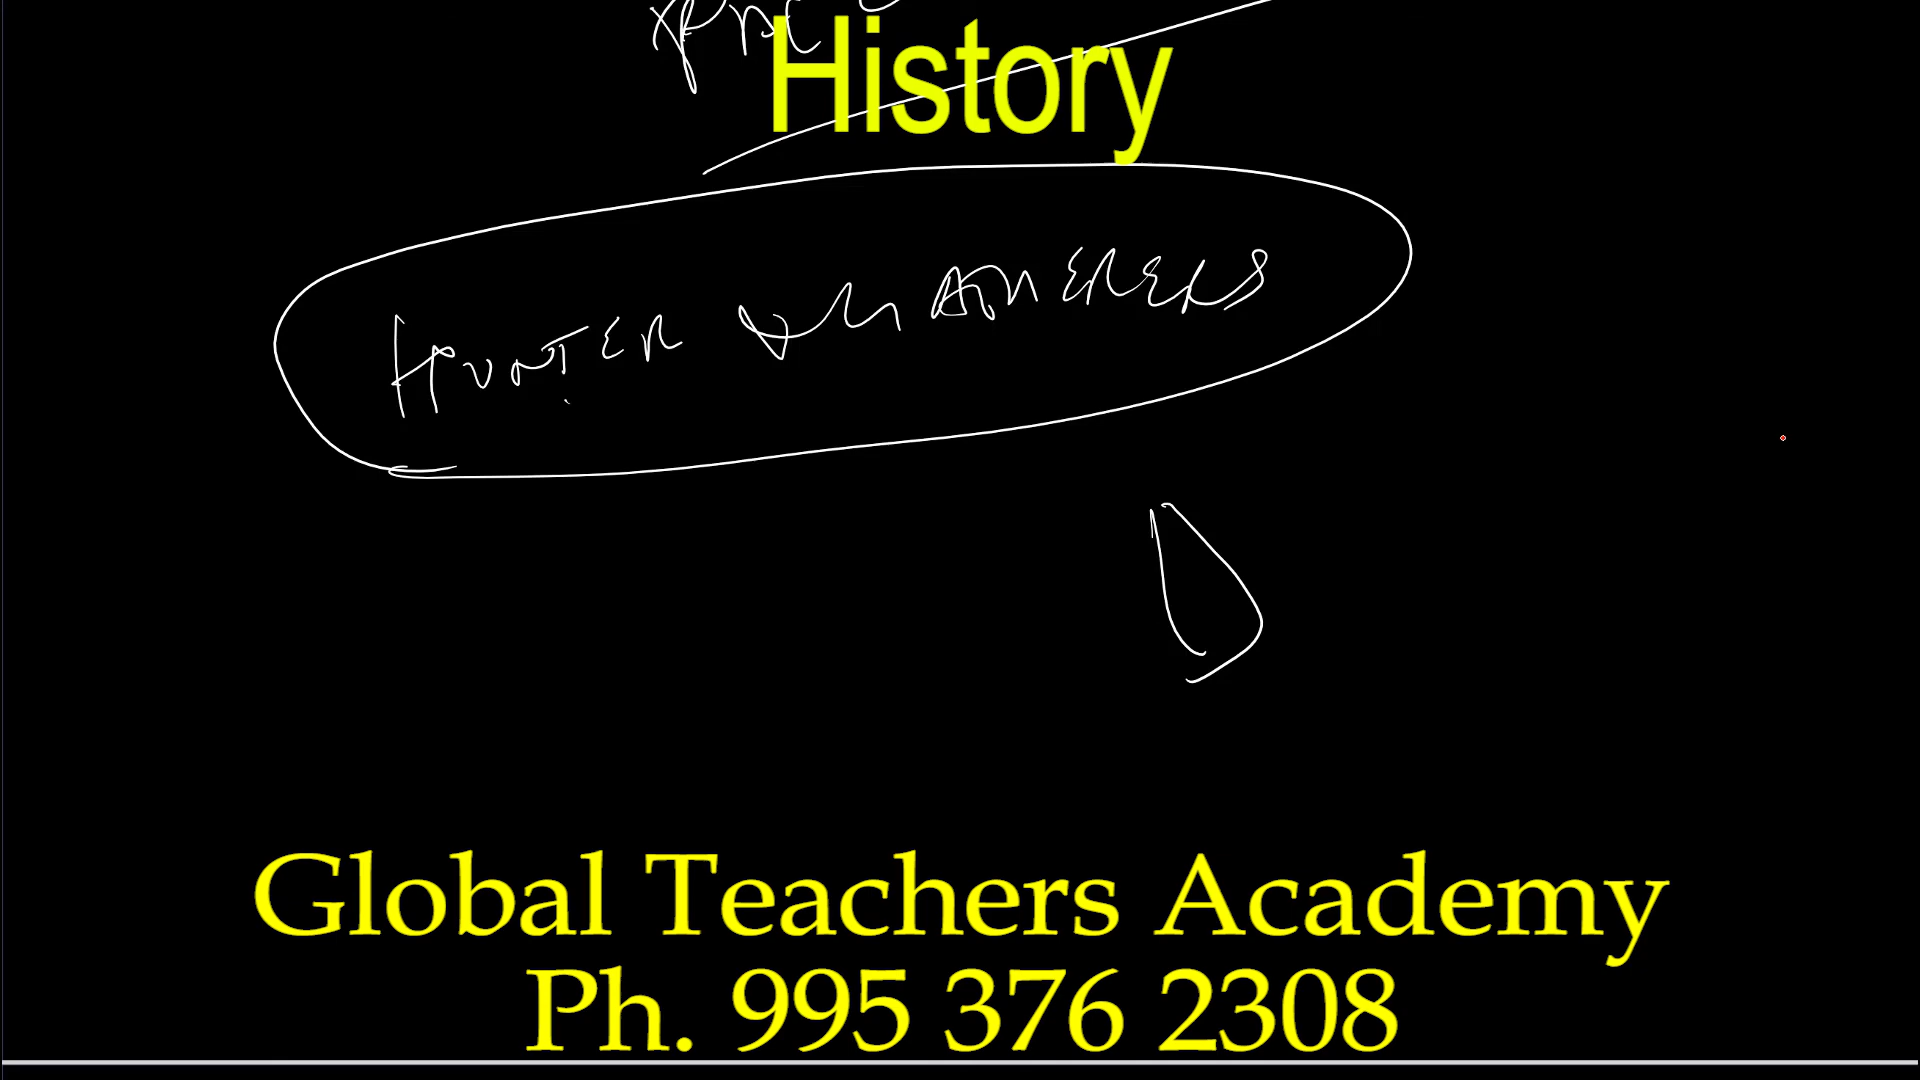 History
HUNTER & GATHERERS
Global Teachers Academy
Ph. 995 376 2308